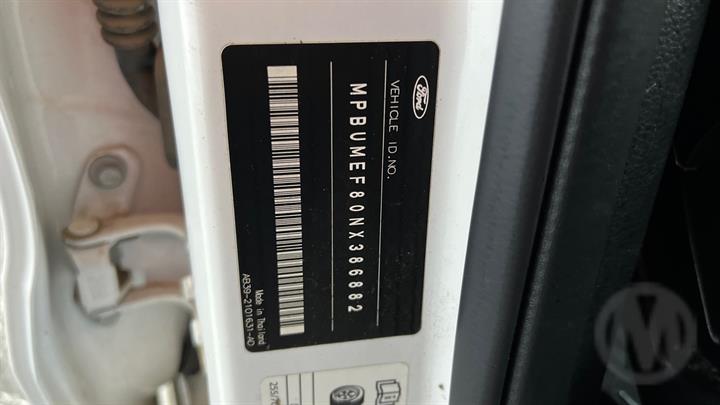 Ford
VEHICLE ID.NO.
MPBUMEF80NX386882
Made in Thailand
AB39-2101631-AD
M